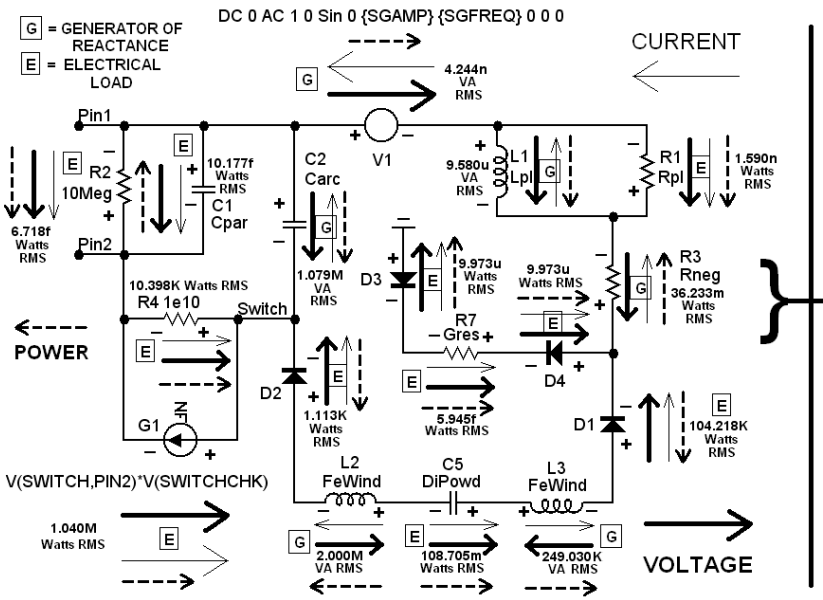 DC 0 AC 1 0 Sin 0 {SGAMP} {SGFREQ} 0 0 0
G = GENERATOR OF
REACTANCE
E = ELECTRICAL
LOAD
CURRENT
4.244n
VA
RMS
G
Pin1
+ -
V1
E
R2
10Meg
- +
E
10.177f
Watts
RMS
+ -
C1
Cpar
C2
Carc
+ -
G
1.079M
VA
RMS
9.580u
VA
RMS
+ -
L1
Lpl
G
- +
R1
Rpl
E
1.590n
Watts
RMS
6.718f
Watts
RMS
Pin2
D3
+ -
E
9.973u
Watts
RMS
9.973u
Watts RMS
E
- +
R3
Rneg
G
36.233m
Watts
RMS
10.398K Watts RMS
R4 1e10
- +
Switch
R7
- +
Gres
- +
D4
POWER
E
D2
- +
E
1.113K
Watts
RMS
E
5.945f
Watts
RMS
D1
- +
E
104.218K
Watts
RMS
NF
G1
- +
V(SWITCH,PIN2)*V(SWITCHCHK)
L2
FeWind
- +
C5
DiPowd
- +
L3
FeWind
+ -
1.040M
Watts RMS
E
G
2.000M
VA RMS
E
108.705m
Watts RMS
G
249.030K
VA RMS
VOLTAGE